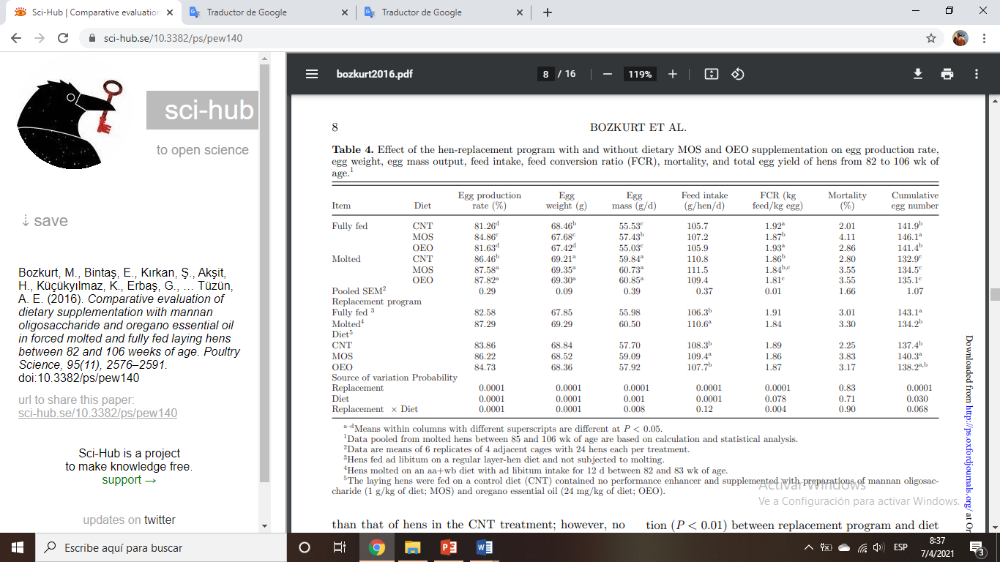 Sci-Hub | Comparative evaluation
Traductor de Google
Traductor de Google
sci-hub.se/10.3382/ps/pew140
sci-hub
to open science
⇣ save
Bozkurt, M., Bintaş, E., Kırkan, Ş., Akşit,
H., Küçükyılmaz, K., Erbaş, G., … Tüzün,
A. E. (2016). Comparative evaluation of
dietary supplementation with mannan
oligosaccharide and oregano essential oil
in forced molted and fully fed laying hens
between 82 and 106 weeks of age. Poultry
Science, 95(11), 2576–2591.
doi:10.3382/ps/pew140
url to share this paper:
sci-hub.se/10.3382/ps/pew140
Sci-Hub is a project
to make knowledge free.
support →
updates on twitter
bozkurt2016.pdf
8 / 16
119%
8 BOZKURT ET AL.
Table 4. Effect of the hen-replacement program with and without dietary MOS and OEO supplementation on egg production rate,
egg weight, egg mass output, feed intake, feed conversion ratio (FCR), mortality, and total egg yield of hens from 82 to 106 wk of
age.1
Egg production Egg Egg Feed intake FCR (kg Mortality Cumulative
Item Diet rate (%) weight (g) mass (g/d) (g/hen/d) feed/kg egg) (%) egg number
Fully fed CNT 81.26d 68.46b 55.53c 105.7 1.92a 2.01 141.9b
MOS 84.86c 67.68c 57.43b 107.2 1.87b 4.11 146.1a
OEO 81.63d 67.42d 55.03c 105.9 1.93a 2.86 141.4b
Molted CNT 86.46b 69.21a 59.84a 110.8 1.86b 2.80 132.9c
MOS 87.58a 69.35a 60.73a 111.5 1.84b,c 3.55 134.5c
OEO 87.82a 69.30a 60.85a 109.4 1.81c 3.55 135.1c
Pooled SEM2 0.29 0.09 0.39 0.37 0.01 1.66 1.07
Replacement program
Fully fed 3 82.58 67.85 55.98 106.3b 1.91 3.01 143.1a
Molted4 87.29 69.29 60.50 110.6a 1.84 3.30 134.2b
Diet5
CNT 83.86 68.84 57.70 108.3b 1.89 2.25 137.4b
MOS 86.22 68.52 59.09 109.4a 1.86 3.83 140.3a
OEO 84.73 68.36 57.92 107.7b 1.87 3.17 138.2a,b
Source of variation Probability
Replacement 0.0001 0.0001 0.0001 0.0001 0.0001 0.83 0.0001
Diet 0.0001 0.0001 0.001 0.0001 0.078 0.71 0.030
Replacement × Diet 0.0001 0.0001 0.008 0.12 0.004 0.90 0.068
a–dMeans within columns with different superscripts are different at P < 0.05.
1Data pooled from molted hens between 85 and 106 wk of age are based on calculation and statistical analysis.
2Data are means of 6 replicates of 4 adjacent cages with 24 hens each per treatment.
3Hens fed ad libitum on a regular layer-hen diet and not subjected to molting.
4Hens molted on an aa+wb diet with ad libitum intake for 12 d between 82 and 83 wk of age.
5The laying hens were fed on a control diet (CNT) contained no performance enhancer and supplemented with preparations of mannan oligosac-
charide (1 g/kg of diet; MOS) and oregano essential oil (24 mg/kg of diet; OEO).
than that of hens in the CNT treatment; however, no
tion (P < 0.01) between replacement program and diet
Downloaded from http://ps.oxfordjournals.org/ at Or
Activar Windows
Ve a Configuración para activar Windows.
Escribe aquí para buscar
ESP
8:37
7/4/2021
3